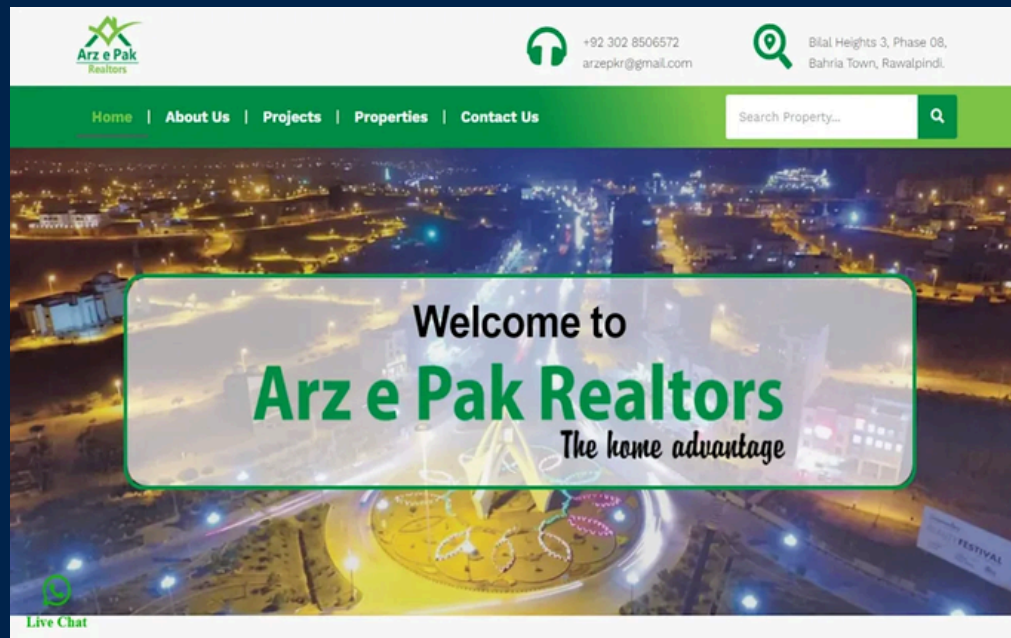 Arz e Pak
Realtors
+92 302 8506572
arzepkr@gmail.com
Bilal Heights 3, Phase 08,
Bahria Town, Rawalpindi.
Home | About Us | Projects | Properties | Contact Us
Search Property...
Welcome to
Arz e Pak Realtors
The home advantage
FESTIVAL
Live Chat